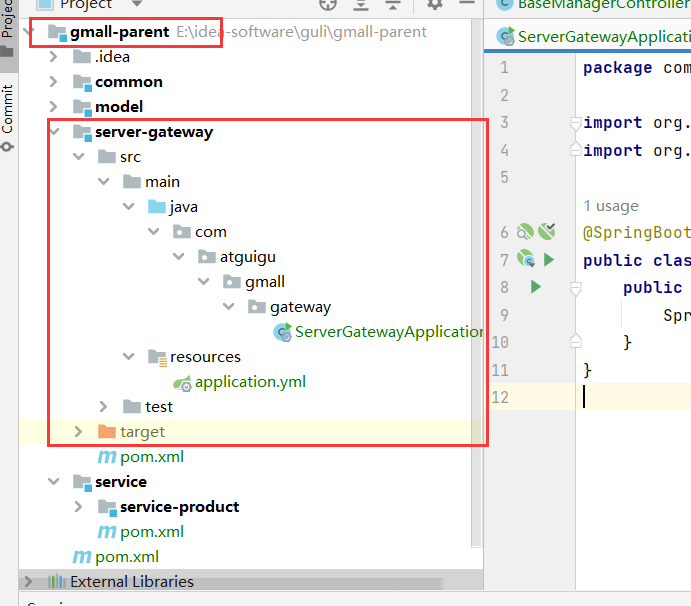 Project
BaseManagerController
gmall-parent E:\idea-software\guli\gmall-parent
ServerGatewayApplicati
.idea
common
model
server-gateway
src
main
java
com
atguigu
gmall
gateway
ServerGatewayApplication
resources
application.yml
test
target
pom.xml
service
service-product
pom.xml
pom.xml
External Libraries
Projec
Commit
1 package com
2
3 import org.
4 import org.
5
1 usage
6 @SpringBoot
7 public class
8 public
9 Spr
10 }
11 }
12